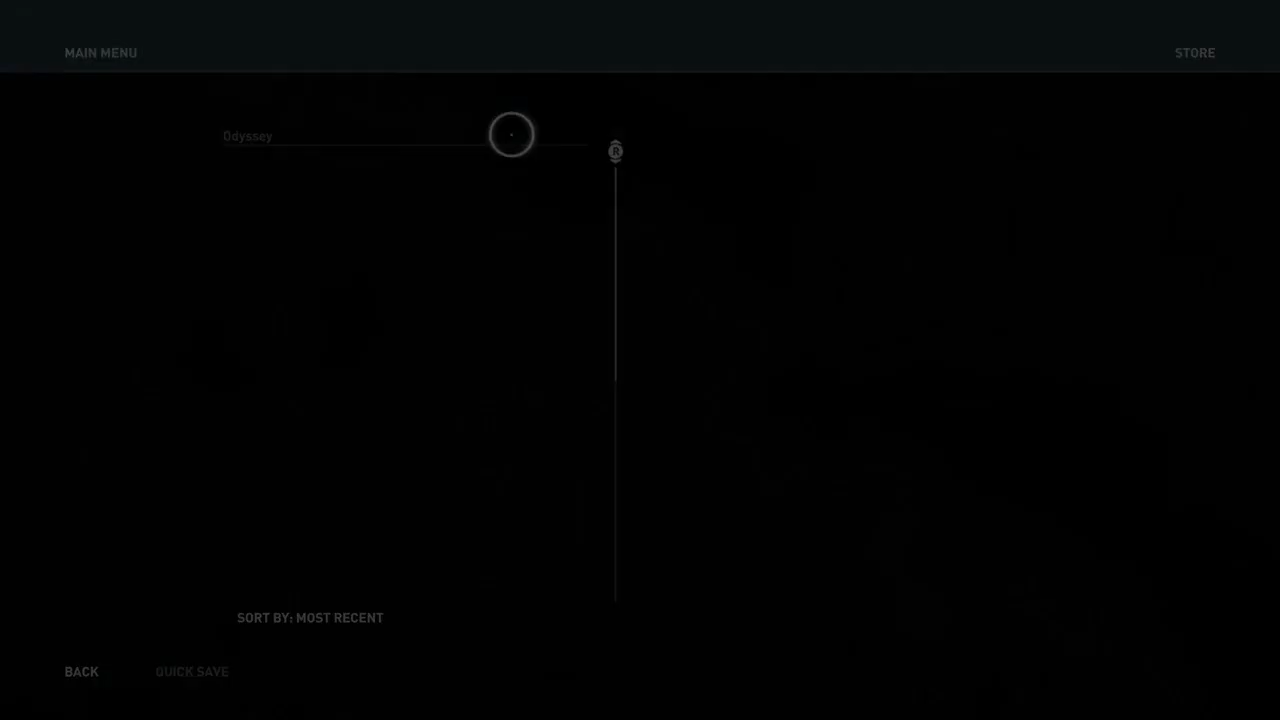 MAIN MENU
STORE
Odyssey
R
SORT BY: MOST RECENT
BACK
QUICK SAVE